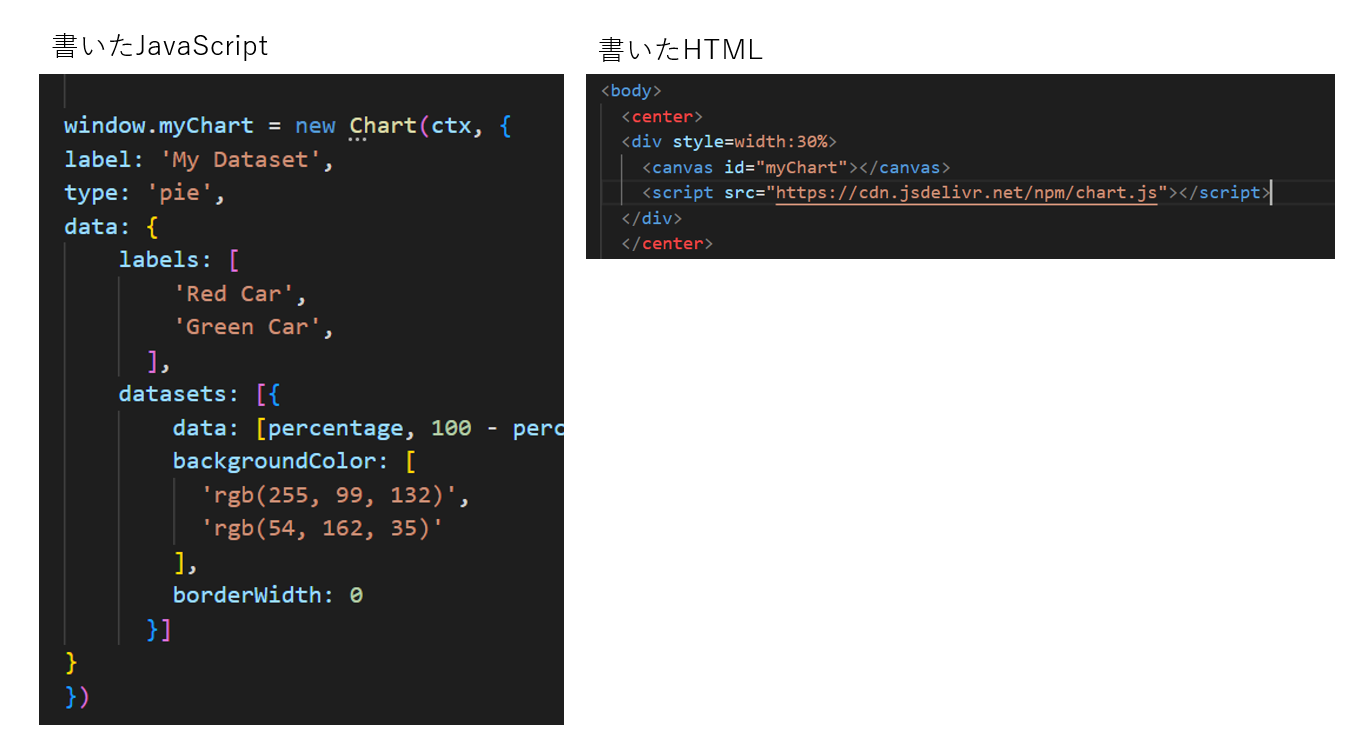 書いたJavaScript
window.myChart = new Chart(ctx, {
label: 'My Dataset',
type: 'pie',
data: {
labels: [
'Red Car',
'Green Car',
],
datasets: [{
data: [percentage, 100 - perc
backgroundColor: [
'rgb(255, 99, 132)',
'rgb(54, 162, 35)'
],
borderWidth: 0
}]
}
})
書いたHTML
<body>
<center>
<div style=width:30%>
<canvas id="myChart"></canvas>
<script src="https://cdn.jsdelivr.net/npm/chart.js"></script>
</div>
</center>